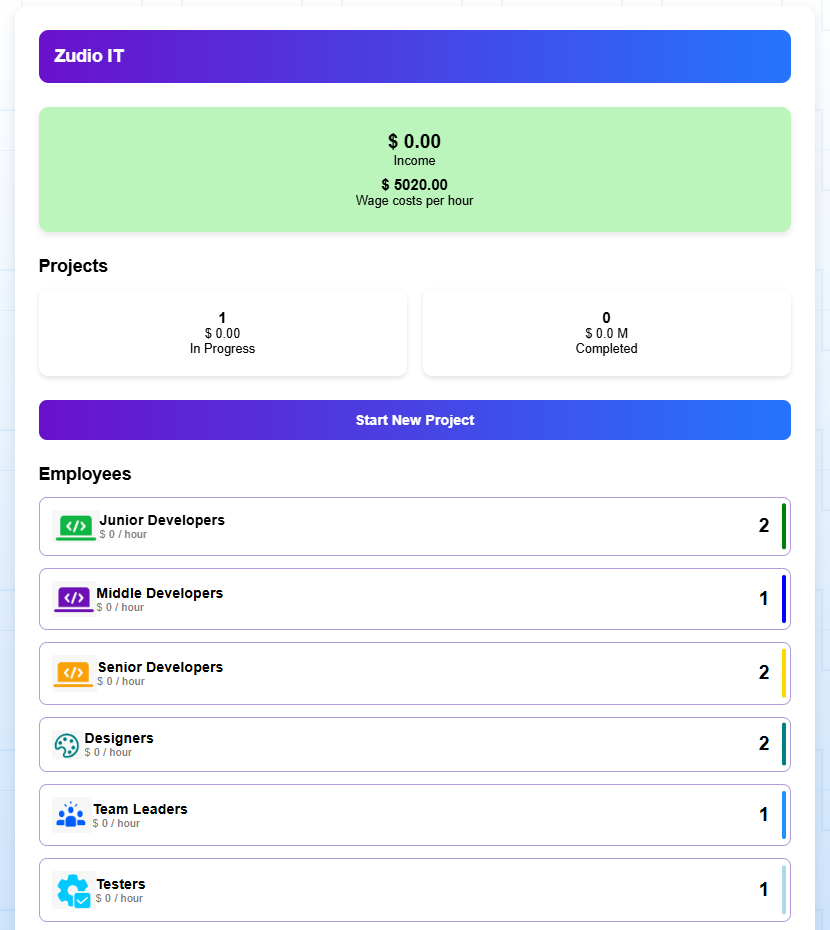 Zudio IT
$ 0.00
Income
$ 5020.00
Wage costs per hour
Projects
1
$ 0.00
In Progress
0
$ 0.0 M
Completed
Start New Project
Employees
Junior Developers
$ 0 / hour
2
Middle Developers
$ 0 / hour
1
Senior Developers
$ 0 / hour
2
Designers
$ 0 / hour
2
Team Leaders
$ 0 / hour
1
Testers
$ 0 / hour
1